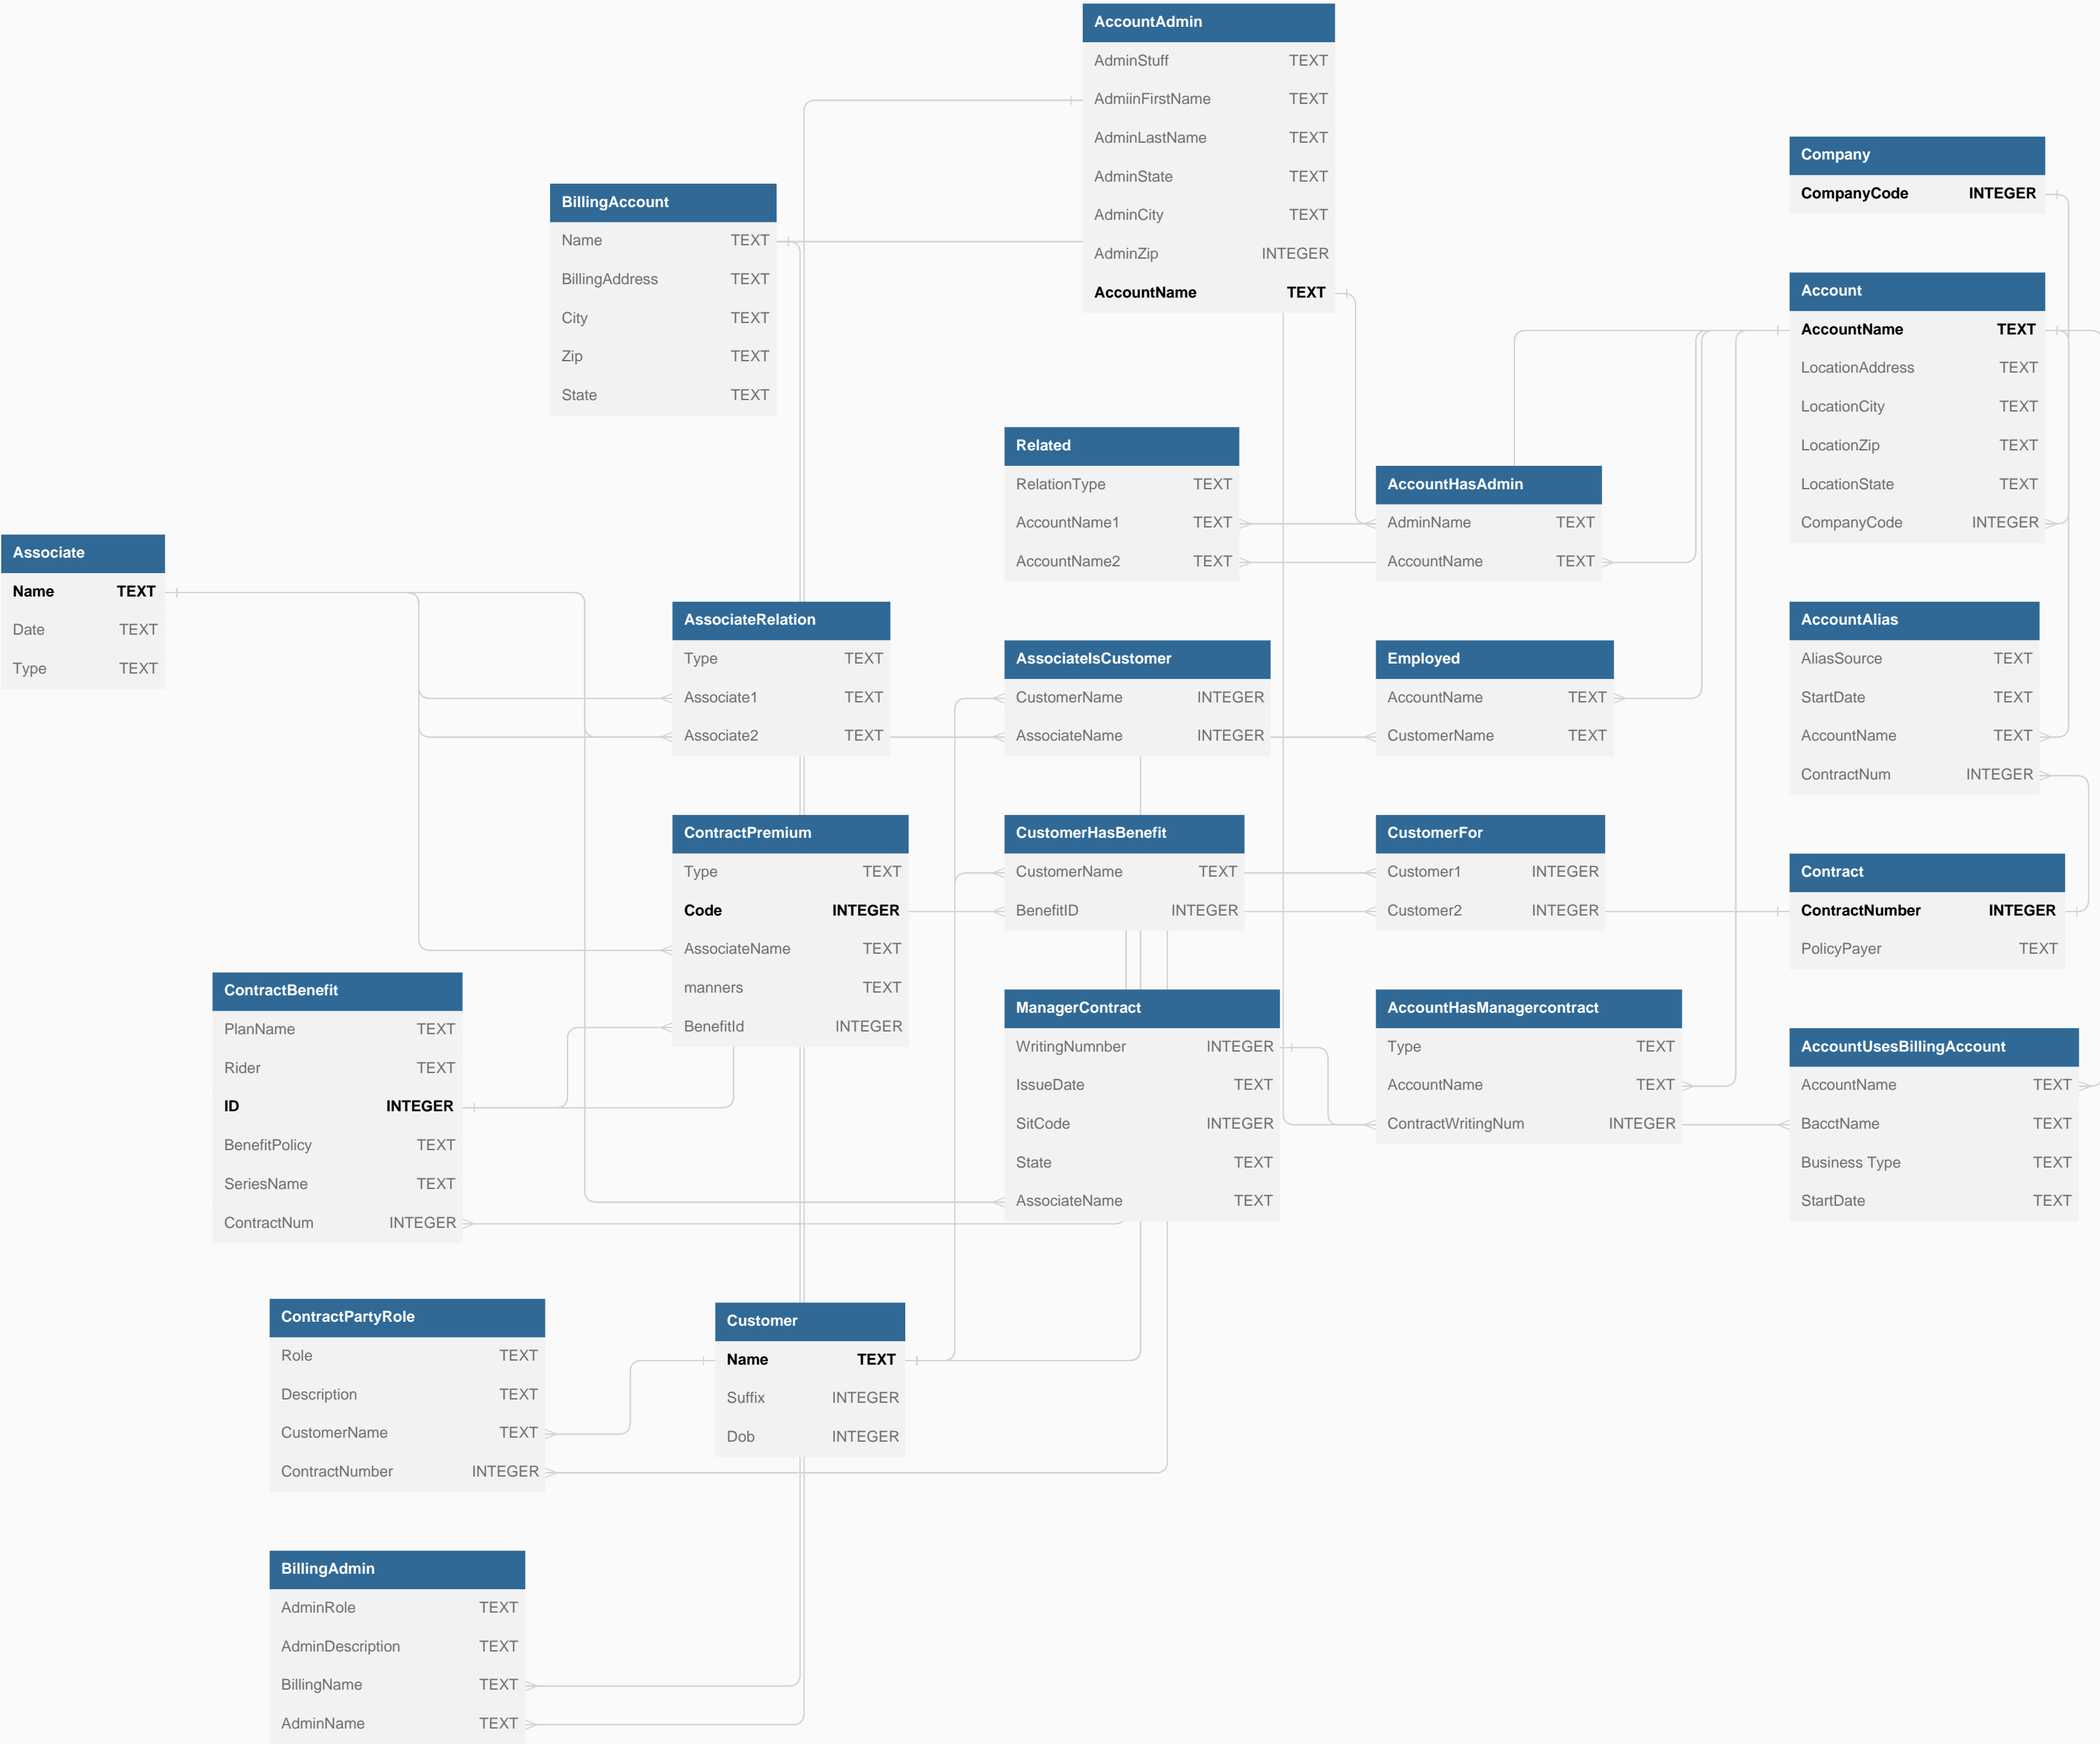 AccountAdmin
AdminStuff TEXT
AdmiinFirstName TEXT
AdminLastName TEXT
AdminState TEXT
AdminCity TEXT
AdminZip INTEGER
AccountName TEXT
Company
CompanyCode INTEGER
BillingAccount
Name TEXT
BillingAddress TEXT
City TEXT
Zip TEXT
State TEXT
Account
AccountName TEXT
LocationAddress TEXT
LocationCity TEXT
LocationZip TEXT
LocationState TEXT
CompanyCode INTEGER
Related
RelationType TEXT
AccountName1 TEXT
AccountName2 TEXT
AccountHasAdmin
AdminName TEXT
AccountName TEXT
Associate
Name TEXT
Date TEXT
Type TEXT
AssociateRelation
Type TEXT
Associate1 TEXT
Associate2 TEXT
AssociateIsCustomer
CustomerName INTEGER
AssociateName INTEGER
Employed
AccountName TEXT
CustomerName TEXT
AccountAlias
AliasSource TEXT
StartDate TEXT
AccountName TEXT
ContractNum INTEGER
ContractPremium
Type TEXT
Code INTEGER
AssociateName TEXT
manners TEXT
BenefitId INTEGER
CustomerHasBenefit
CustomerName TEXT
BenefitID INTEGER
CustomerFor
Customer1 INTEGER
Customer2 INTEGER
Contract
ContractNumber INTEGER
PolicyPayer TEXT
ContractBenefit
PlanName TEXT
Rider TEXT
ID INTEGER
BenefitPolicy TEXT
SeriesName TEXT
ContractNum INTEGER
ManagerContract
WritingNumnber INTEGER
IssueDate TEXT
SitCode INTEGER
State TEXT
AssociateName TEXT
AccountHasManagercontract
Type TEXT
AccountName TEXT
ContractWritingNum INTEGER
AccountUsesBillingAccount
AccountName TEXT
BacctName TEXT
Business Type TEXT
StartDate TEXT
ContractPartyRole
Role TEXT
Description TEXT
CustomerName TEXT
ContractNumber INTEGER
Customer
Name TEXT
Suffix INTEGER
Dob INTEGER
BillingAdmin
AdminRole TEXT
AdminDescription TEXT
BillingName TEXT
AdminName TEXT